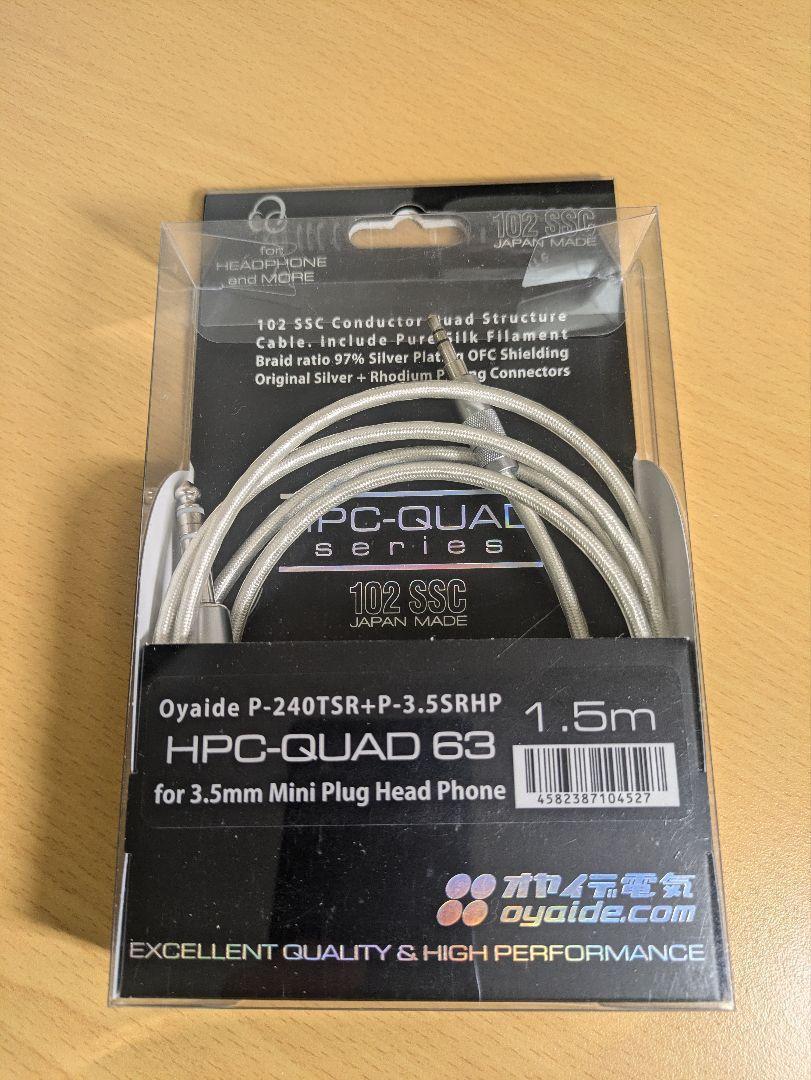 for
HEADPHONE
and MORE
102 SSC
JAPAN MADE
102 SSC Conductor Quad Structure
Cable. include Pure Silk Filament
Braid ratio 97% Silver Plating OFC Shielding
Original Silver + Rhodium Plating Connectors
HPC-QUAD
series
102 SSC
JAPAN MADE
Oyaide P-240TSR+P-3.5SRHP
1.5m
HPC-QUAD 63
for 3.5mm Mini Plug Head Phone
4582387104527
オヤイデ電気
oyaide.com
EXCELLENT QUALITY & HIGH PERFORMANCE